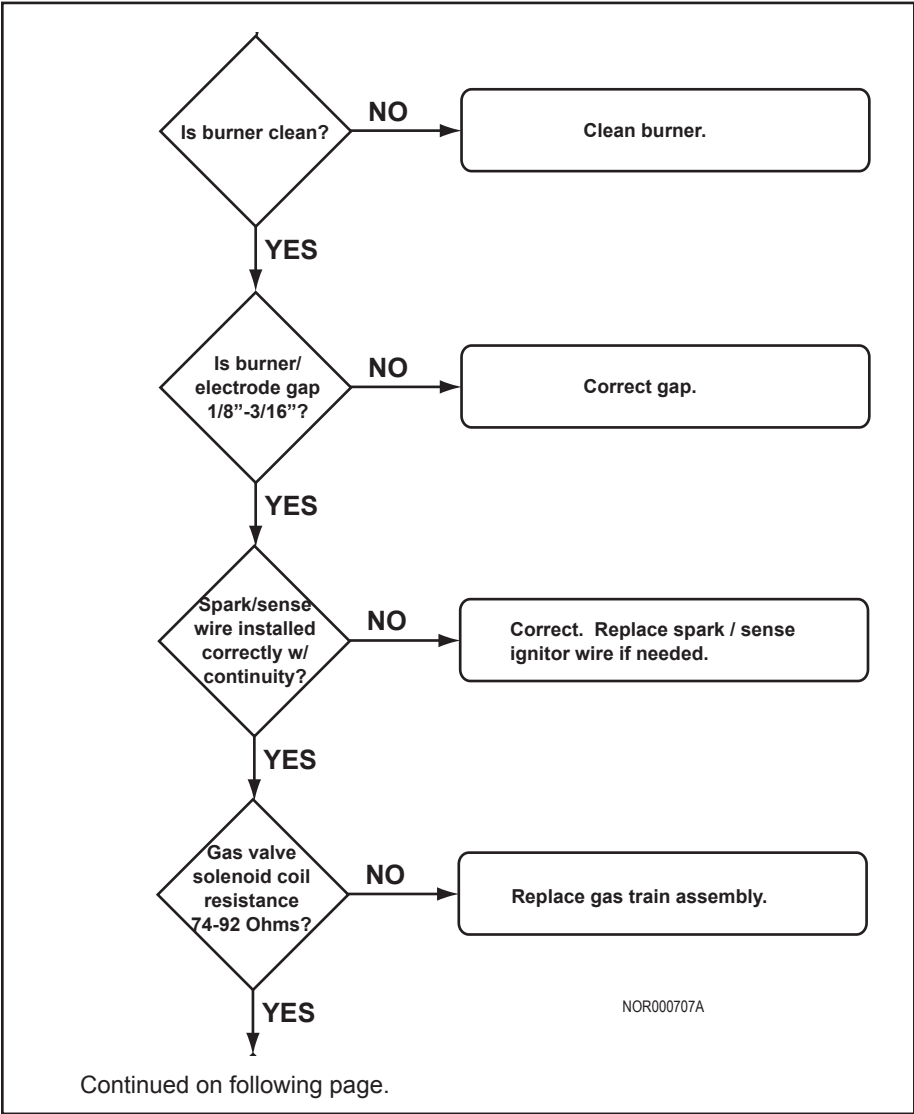 Is burner clean?
NO
Clean burner.
YES
Is burner/
electrode gap
1/8”-3/16”?
NO
Correct gap.
YES
Spark/sense
wire installed
correctly w/
continuity?
NO
Correct.  Replace spark / sense
ignitor wire if needed.
YES
Gas valve
solenoid coil
resistance
74-92 Ohms?
NO
Replace gas train assembly.
YES
NOR000707A
Continued on following page.